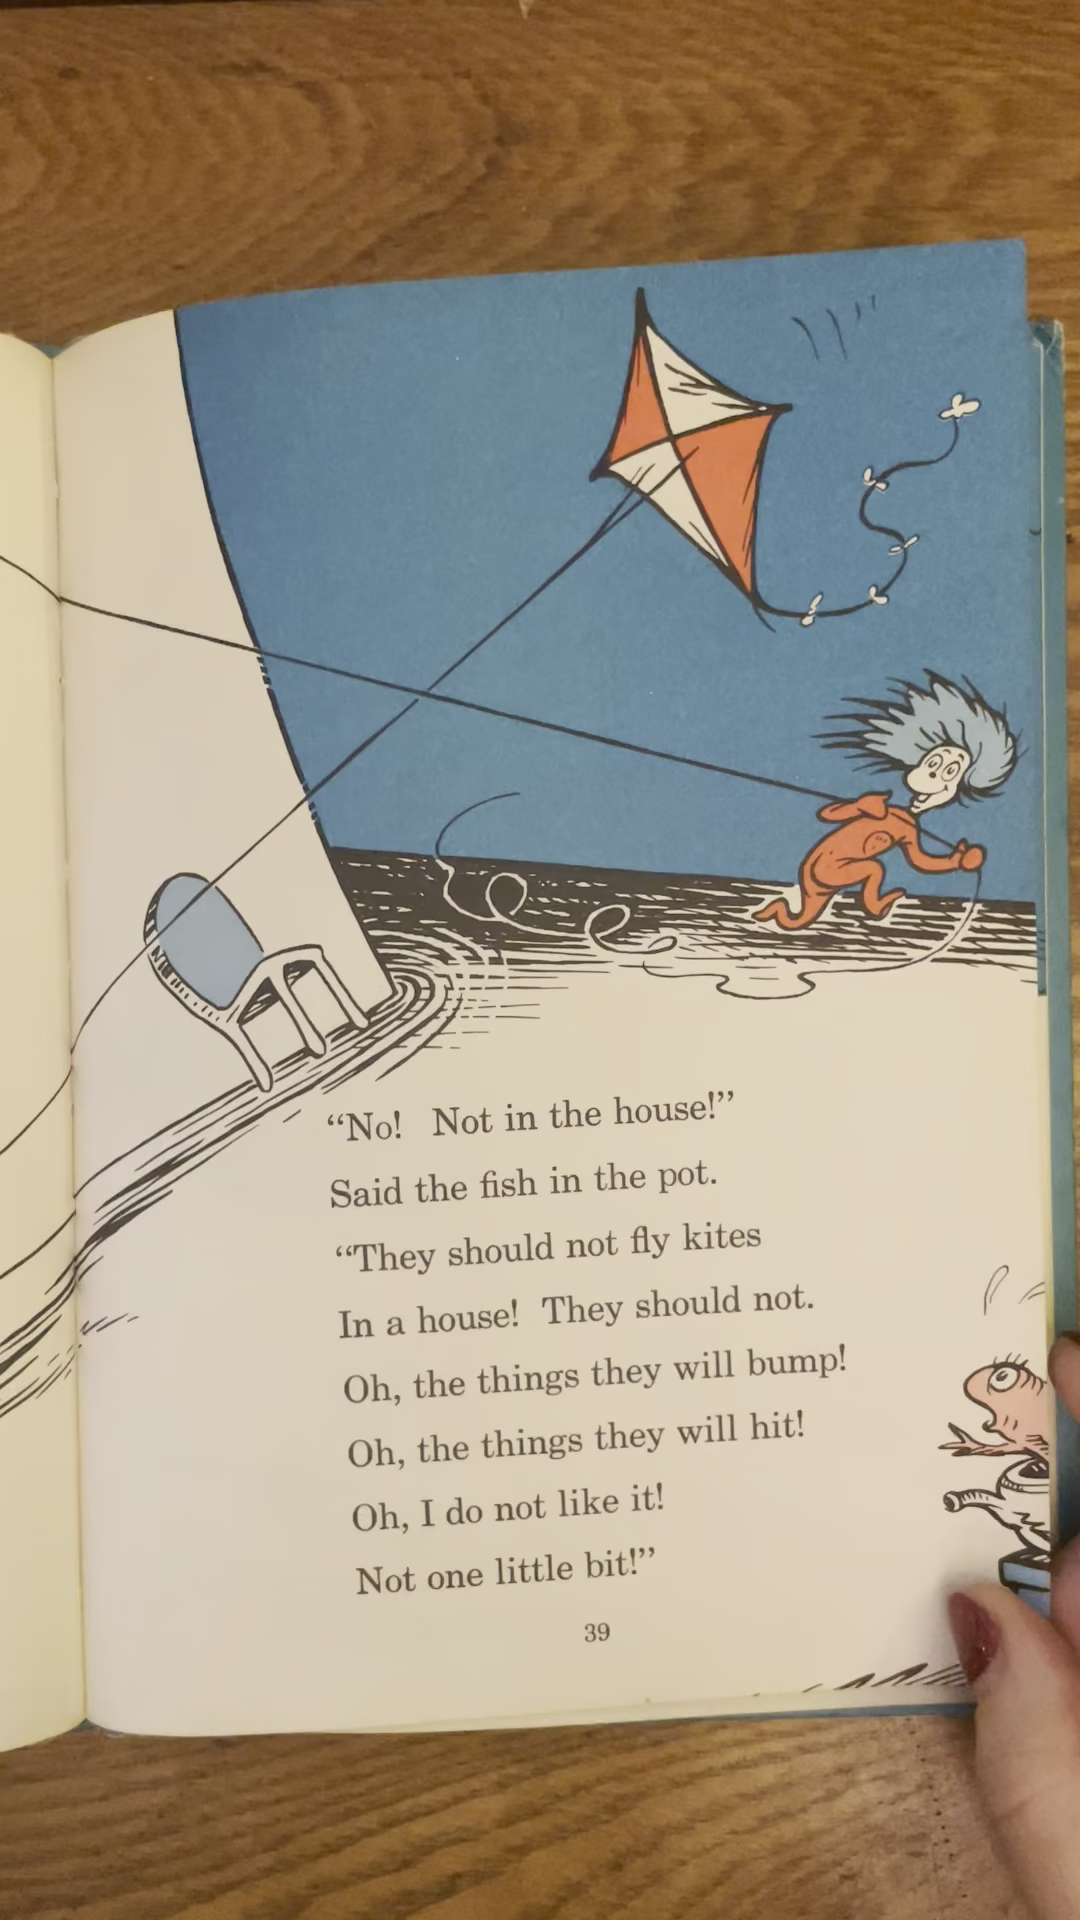 “No!  Not in the house!”
Said the fish in the pot.
“They should not fly kites
In a house!  They should not.
Oh, the things they will bump!
Oh, the things they will hit!
Oh, I do not like it!
Not one little bit!”
39